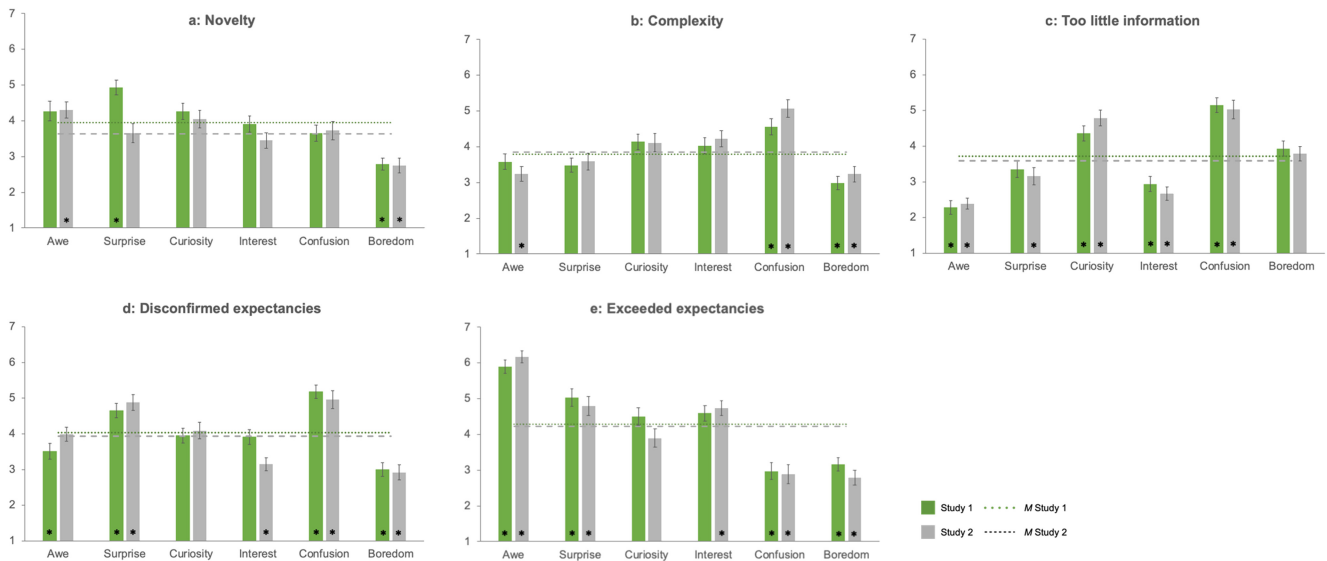 a: Novelty
7
6
5
4
3
2
1
Awe Surprise Curiosity Interest Confusion Boredom
* * * *
b: Complexity
7
6
5
4
3
2
1
Awe Surprise Curiosity Interest Confusion Boredom
* * * * *
c: Too little information
7
6
5
4
3
2
1
Awe Surprise Curiosity Interest Confusion Boredom
* * * * * * * * *
d: Disconfirmed expectancies
7
6
5
4
3
2
1
Awe Surprise Curiosity Interest Confusion Boredom
* * * * * * * *
e: Exceeded expectancies
7
6
5
4
3
2
1
Awe Surprise Curiosity Interest Confusion Boredom
* * * * * * * * *
Study 1 M Study 1
Study 2 M Study 2